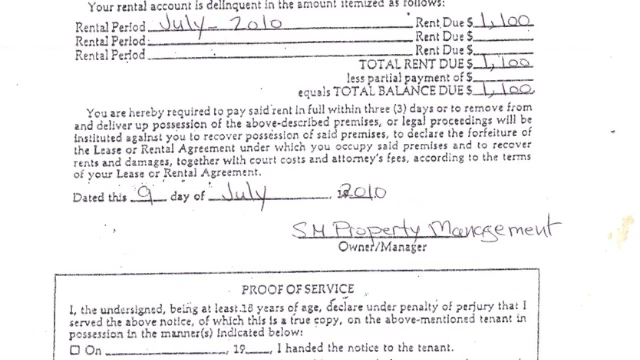 Your rental account is delinquent in the amount itemized as follows:
Rental Period July - 2010 Rent Due $ 1,100
Rental Period Rent Due $
Rental Period Rent Due $
TOTAL RENT DUE $ 1,100
less partial payment of $
equals TOTAL BALANCE DUE $ 1,100
You are hereby required to pay said rent in full within three (3) days or to remove from
and deliver up possession of the above-described premises, or legal proceedings will be
instituted against you to recover possession of said premises, to declare the forfeiture of
the Lease or Rental Agreement under which you occupy said premises and to recover
rents and damages, together with court costs and attorney's fees, according to the terms
of your Lease or Rental Agreement.
Dated this 9 day of July, 2010
SM Property Management
Owner/Manager
PROOF OF SERVICE
I, the undersigned, being at least 18 years of age, declare under penalty of perjury that I
served the above notice, of which this is a true copy, on the above-mentioned tenant in
possession in the manner(s) indicated below:
☐ On , 19 , I handed the notice to the tenant.